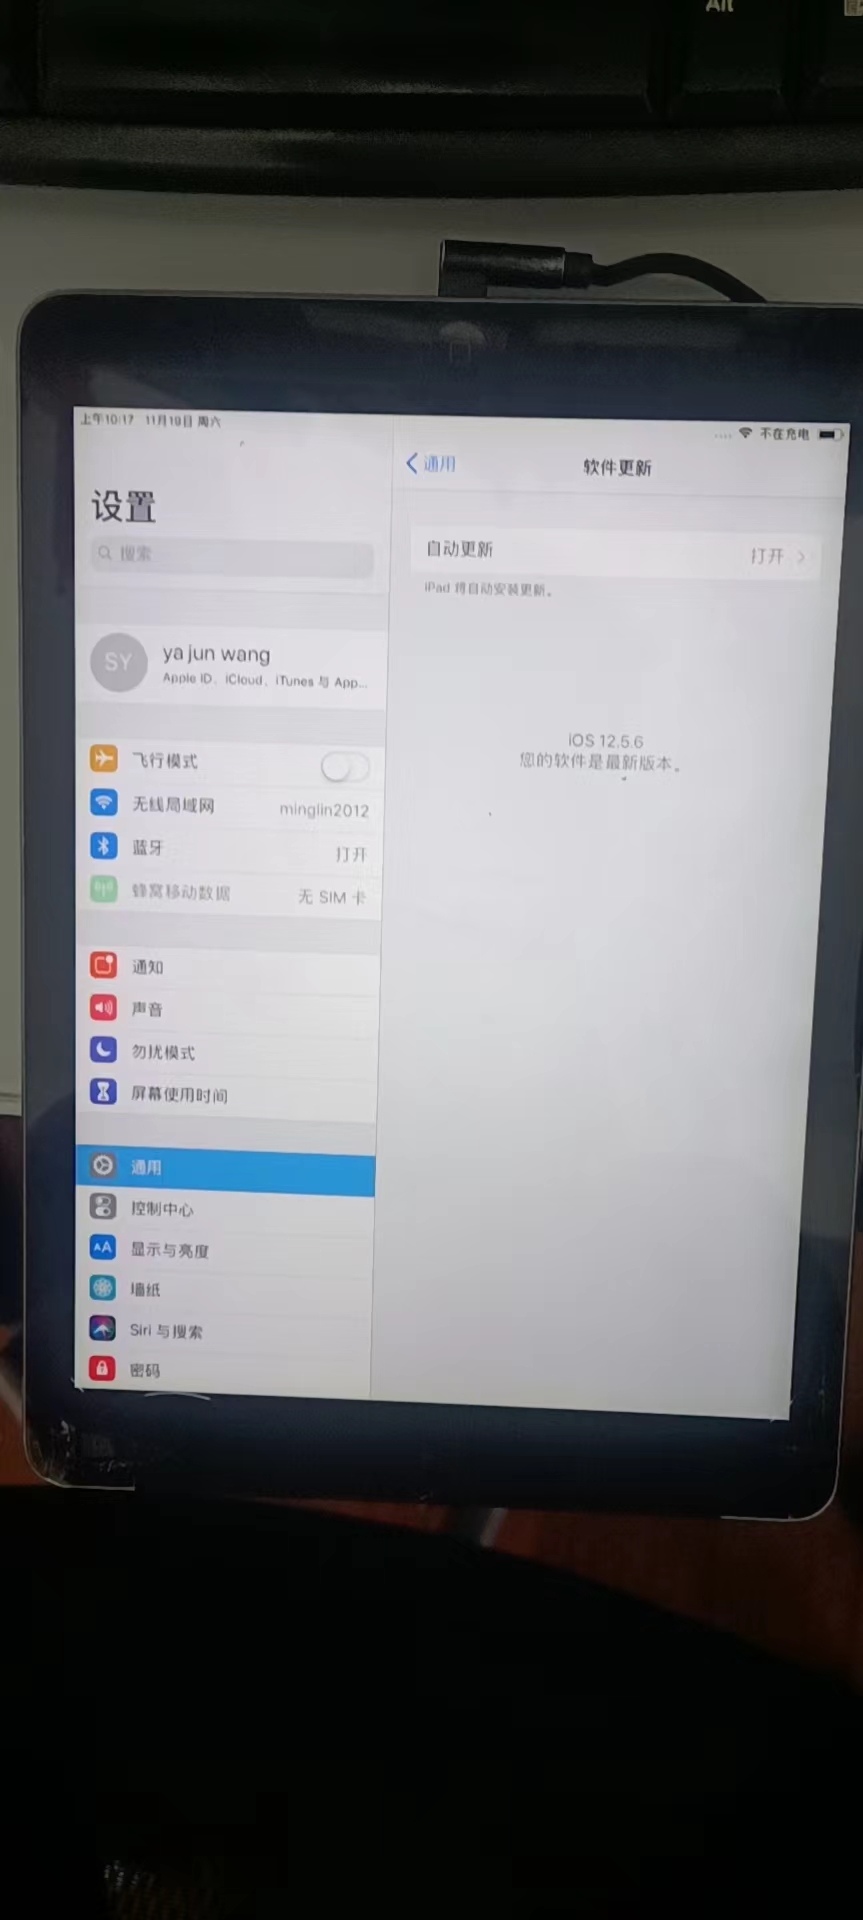 Alt
上午10:17 11月19日 周六
不在充电
设置
搜索
SY
ya jun wang
Apple ID、iCloud、iTunes 与 App...
飞行模式
无线局域网 minglin2012
蓝牙 打开
蜂窝移动数据 无 SIM 卡
通知
声音
勿扰模式
屏幕使用时间
通用
控制中心
AA 显示与亮度
墙纸
Siri 与搜索
密码
通用
软件更新
自动更新 打开
iPad 将自动安装更新。
iOS 12.5.6
您的软件是最新版本。